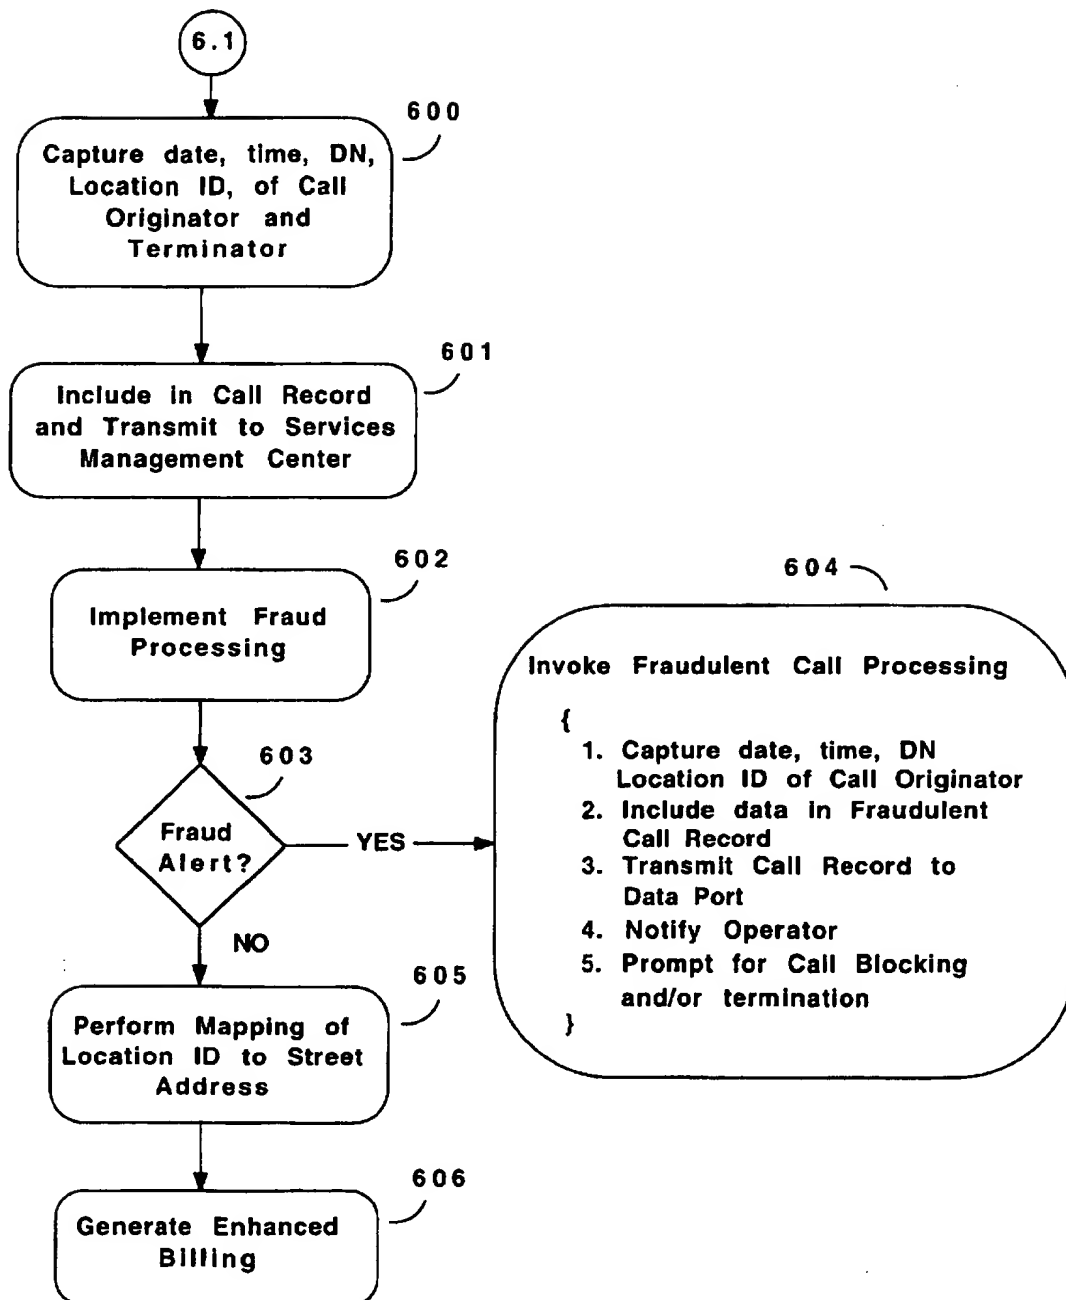 6.1
600
Capture date, time, DN,
Location ID, of Call
Originator and
Terminator
601
Include in Call Record
and Transmit to Services
Management Center
602
Implement Fraud
Processing
603
Fraud
Alert?
YES
NO
604
Invoke Fraudulent Call Processing
{
1. Capture date, time, DN
Location ID of Call Originator
2. Include data in Fraudulent
Call Record
3. Transmit Call Record to
Data Port
4. Notify Operator
5. Prompt for Call Blocking
and/or termination
}
605
Perform Mapping of
Location ID to Street
Address
606
Generate Enhanced
Billing